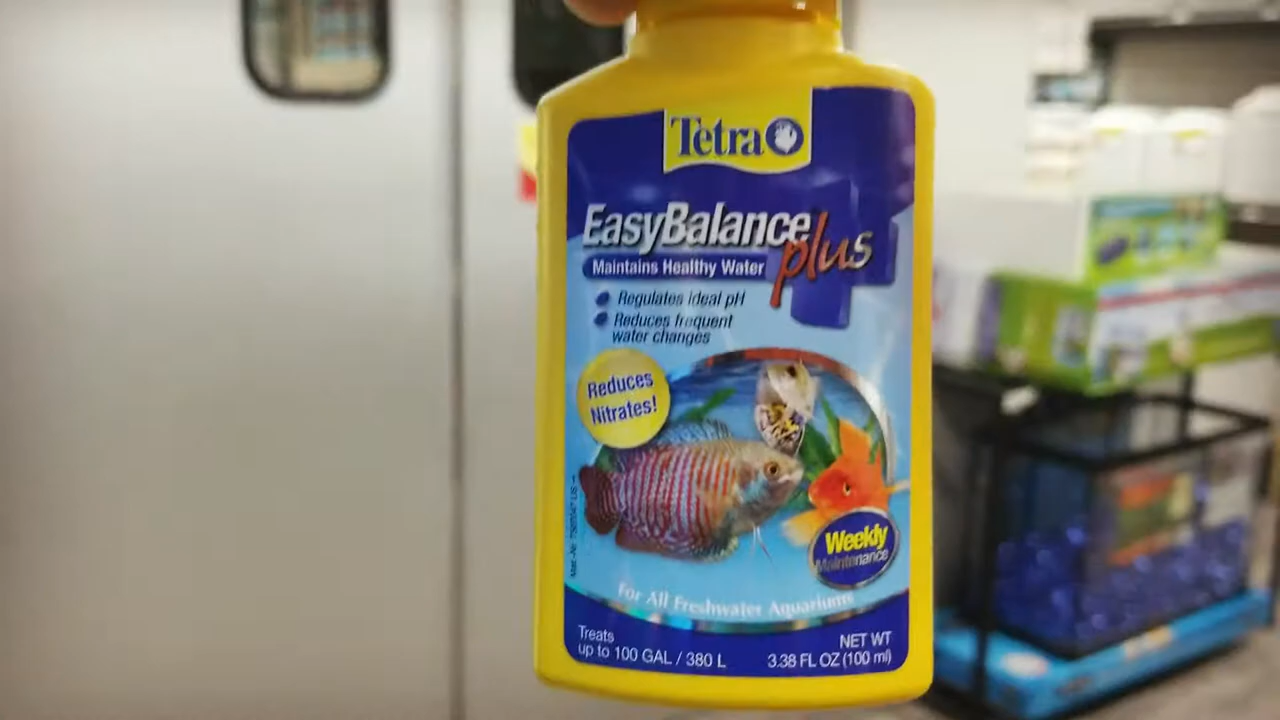 Tetra
EasyBalance
plus
Maintains Healthy Water
Regulates ideal pH
Reduces frequent
water changes
Reduces
Nitrates!
Weekly
Maintenance
For All Freshwater Aquariums
Treats
up to 100 GAL / 380 L
NET WT
3.38 FL OZ (100 ml)